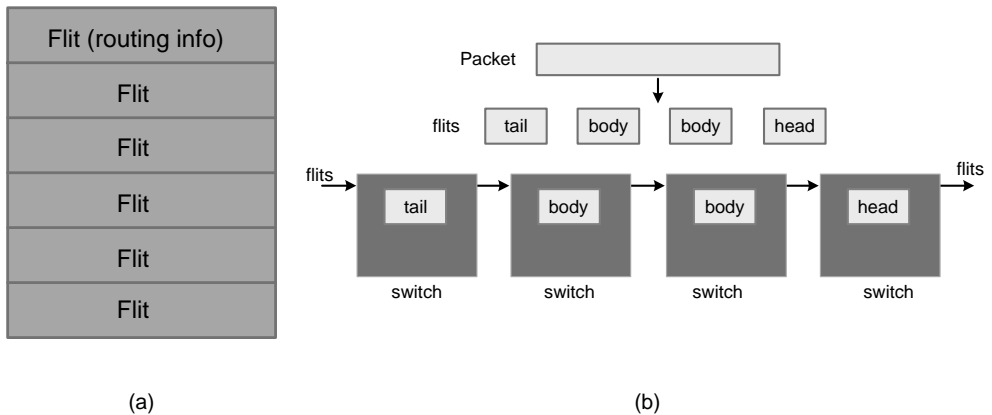 Flit (routing info)
Flit
Flit
Flit
Flit
Flit
(a)
Packet
flits tail body body head
flits flits
tail body body head
switch switch switch switch
(b)